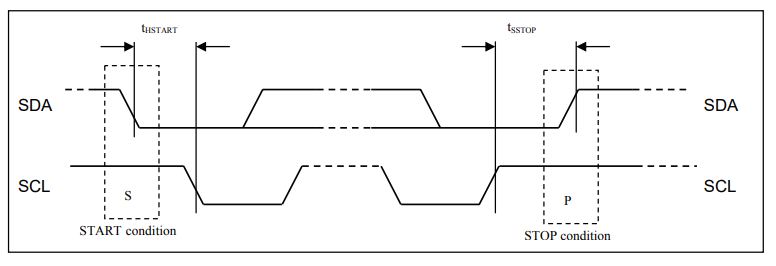 tHSTART tSSTOP
SDA SDA
SCL SCL
S P
START condition
STOP condition